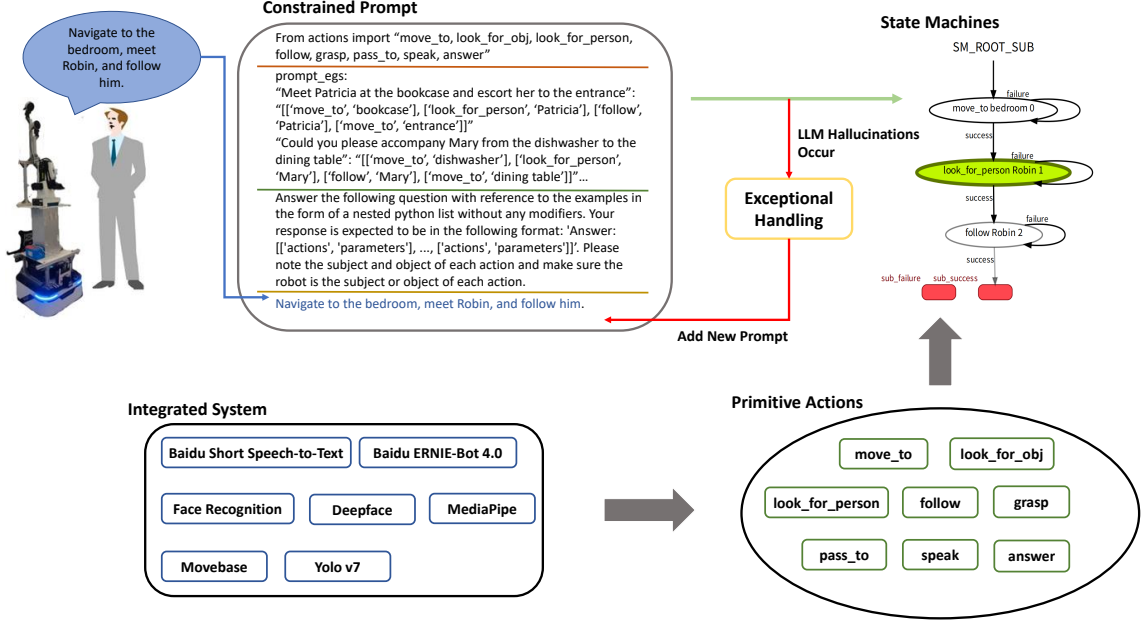 Constrained Prompt
Navigate to the
bedroom, meet
Robin, and follow
him.
From actions import “move_to, look_for_obj, look_for_person,
follow, grasp, pass_to, speak, answer”
prompt_egs:
“Meet Patricia at the bookcase and escort her to the entrance”:
“[[‘move_to’, ‘bookcase], [‘look_for_person’, ‘Patricia’], [‘follow’,
‘Patricia’], [‘move_to’, ‘entrance’]]”
“Could you please accompany Mary from the dishwasher to the
dining table”: “[[‘move_to’, ‘dishwasher’], [‘look_for_person’,
‘Mary’], [‘follow’, ‘Mary’], [‘move_to’, ‘dining table’]]”…
Answer the following question with reference to the examples in
the form of a nested python list without any modifiers. Your
response is expected to be in the following format: 'Answer:
[['actions', 'parameters'], ..., ['actions', 'parameters']]’. Please
note the subject and object of each action and make sure the
robot is the subject or object of each action.
Navigate to the bedroom, meet Robin, and follow him.
LLM Hallucinations
Occur
Exceptional
Handling
Add New Prompt
State Machines
SM_ROOT_SUB
failure
move_to bedroom 0
success
failure
look_for_person Robin 1
success
failure
follow Robin 2
success
sub_failure
sub_success
Integrated System
Baidu Short Speech-to-Text
Baidu ERNIE-Bot 4.0
Face Recognition
Deepface
MediaPipe
Movebase
Yolo v7
Primitive Actions
move_to
look_for_obj
look_for_person
follow
grasp
pass_to
speak
answer